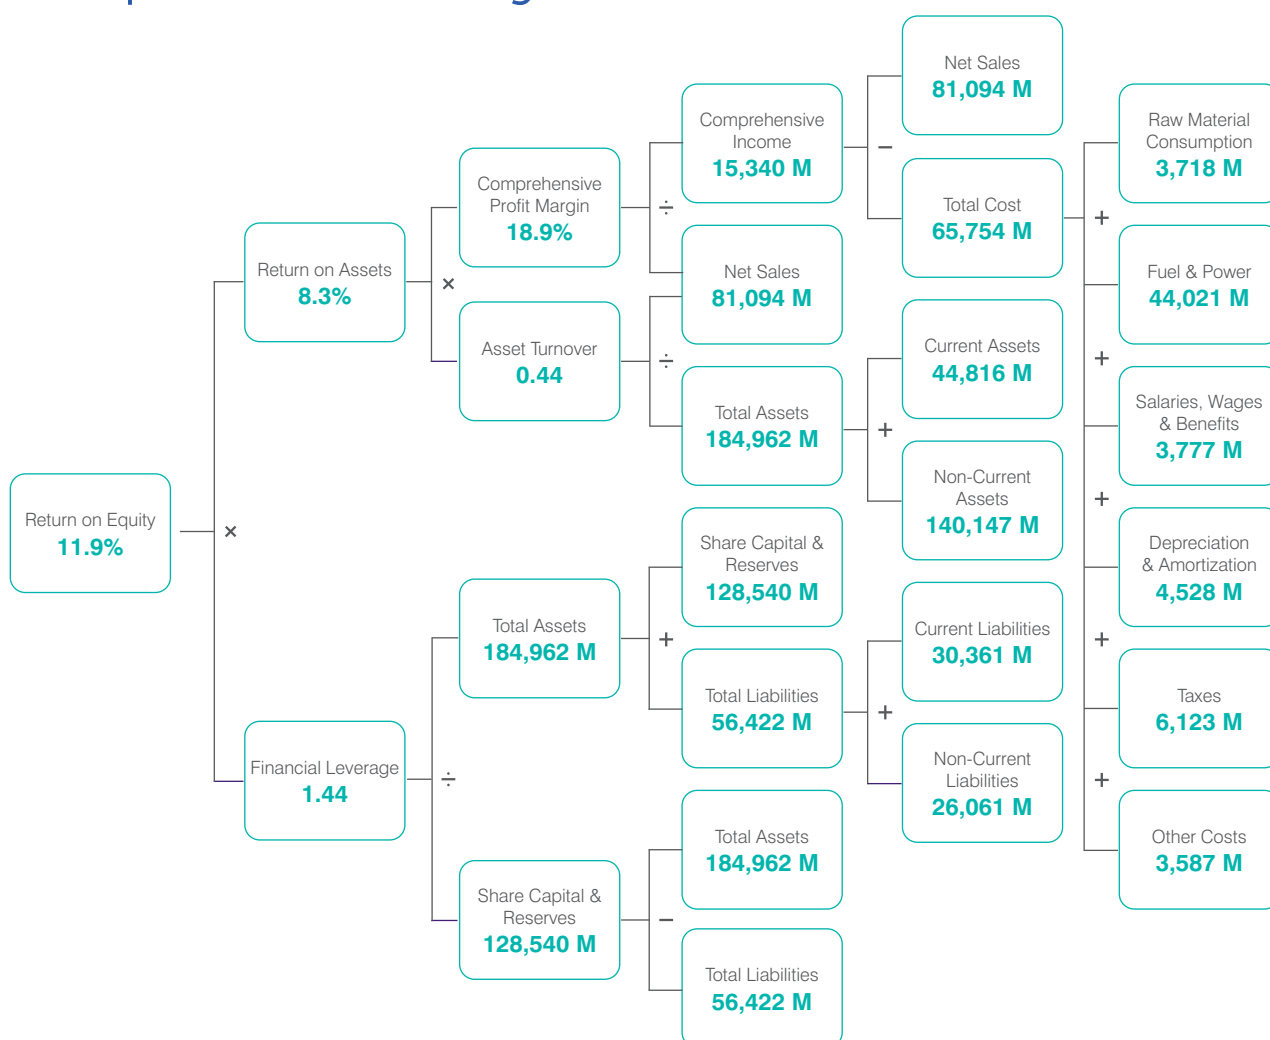 Net Sales
81,094 M
Comprehensive
Income
15,340 M
Raw Material
Consumption
3,718 M
Comprehensive
Profit Margin
18.9%
−
÷
Total Cost
65,754 M
+
Return on Assets
8.3%
×
Net Sales
81,094 M
Fuel & Power
44,021 M
Asset Turnover
0.44
÷
Current Assets
44,816 M
+
Total Assets
184,962 M
+
Salaries, Wages
& Benefits
3,777 M
Return on Equity
11.9%
×
Non-Current
Assets
140,147 M
+
Share Capital &
Reserves
128,540 M
Depreciation
& Amortization
4,528 M
Total Assets
184,962 M
+
Current Liabilities
30,361 M
+
Total Liabilities
56,422 M
+
Taxes
6,123 M
Financial Leverage
1.44
÷
Non-Current
Liabilities
26,061 M
+
Total Assets
184,962 M
Other Costs
3,587 M
Share Capital &
Reserves
128,540 M
−
Total Liabilities
56,422 M